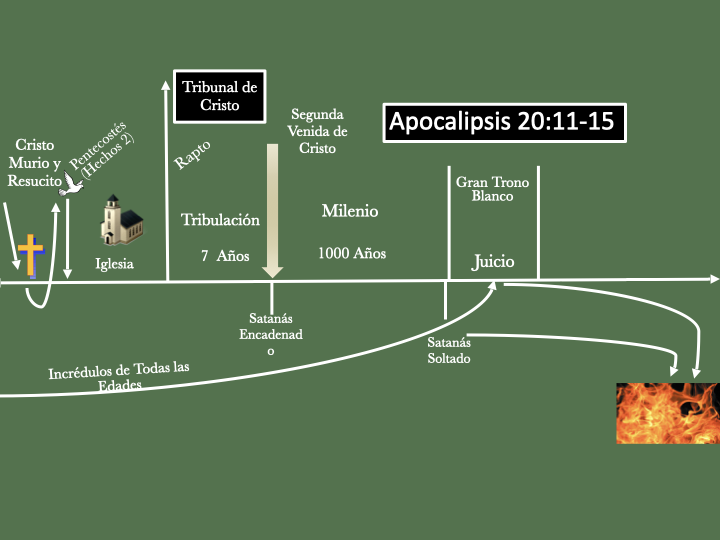 Tribunal de
Cristo
Cristo
Murio y
Resucito
Pentecostés
(Hechos 2)
Rapto
Segunda
Venida de
Cristo
Apocalipsis 20:11-15
Gran Trono
Blanco
Tribulación
7 Años
Milenio
1000 Años
Iglesia
Juicio
Satanás
Encadenad
o
Satanás
Soltado
Incrédulos de Todas las
Edades